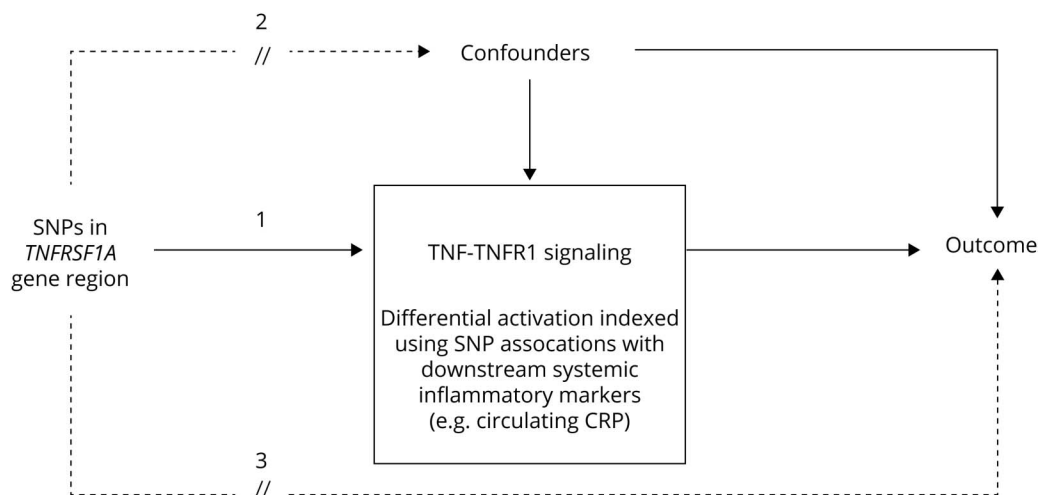 2
//
Confounders
1
SNPs in
TNFRSF1A
gene region
TNF-TNFR1 signaling
Outcome
Differential activation indexed
using SNP assocations with
downstream systemic
inflammatory markers
(e.g. circulating CRP)
3
//